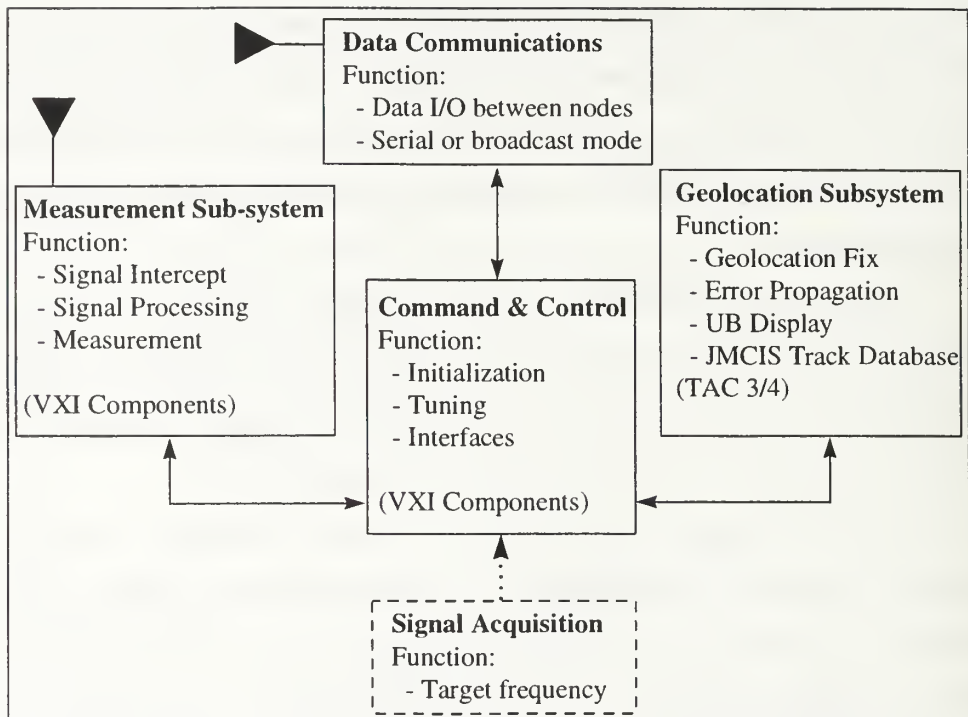 Data Communications
Function:
- Data I/O between nodes
- Serial or broadcast mode
Measurement Sub-system
Function:
- Signal Intercept
- Signal Processing
- Measurement
(VXI Components)
Command & Control
Function:
- Initialization
- Tuning
- Interfaces
(VXI Components)
Geolocation Subsystem
Function:
- Geolocation Fix
- Error Propagation
- UB Display
- JMCIS Track Database
(TAC 3/4)
Signal Acquisition
Function:
- Target frequency